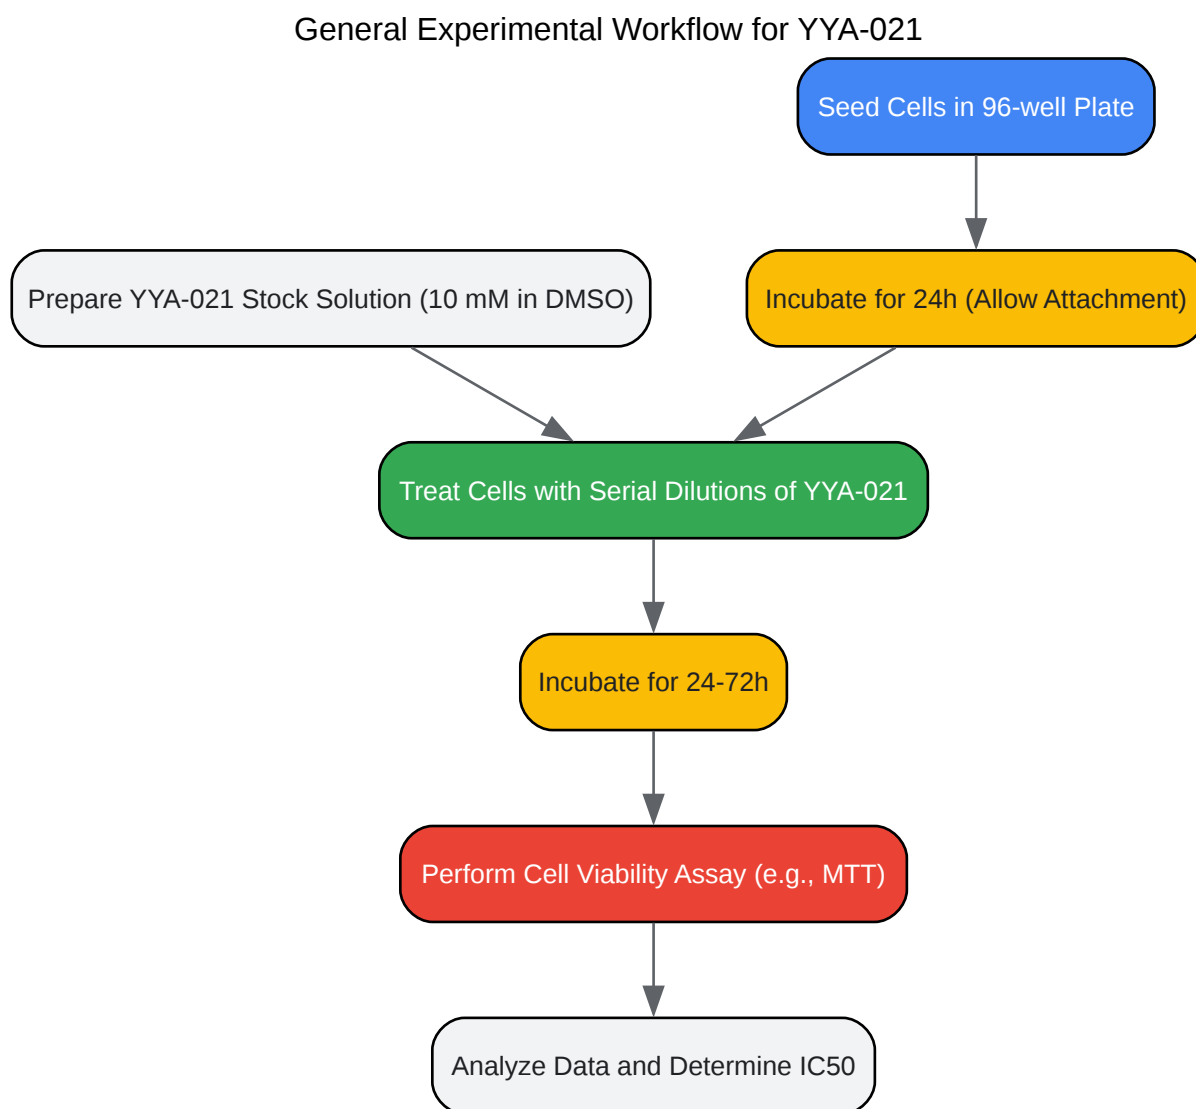 General Experimental Workflow for YYA-021
Seed Cells in 96-well Plate
Prepare YYA-021 Stock Solution (10 mM in DMSO)
Incubate for 24h (Allow Attachment)
Treat Cells with Serial Dilutions of YYA-021
Incubate for 24-72h
Perform Cell Viability Assay (e.g., MTT)
Analyze Data and Determine IC50